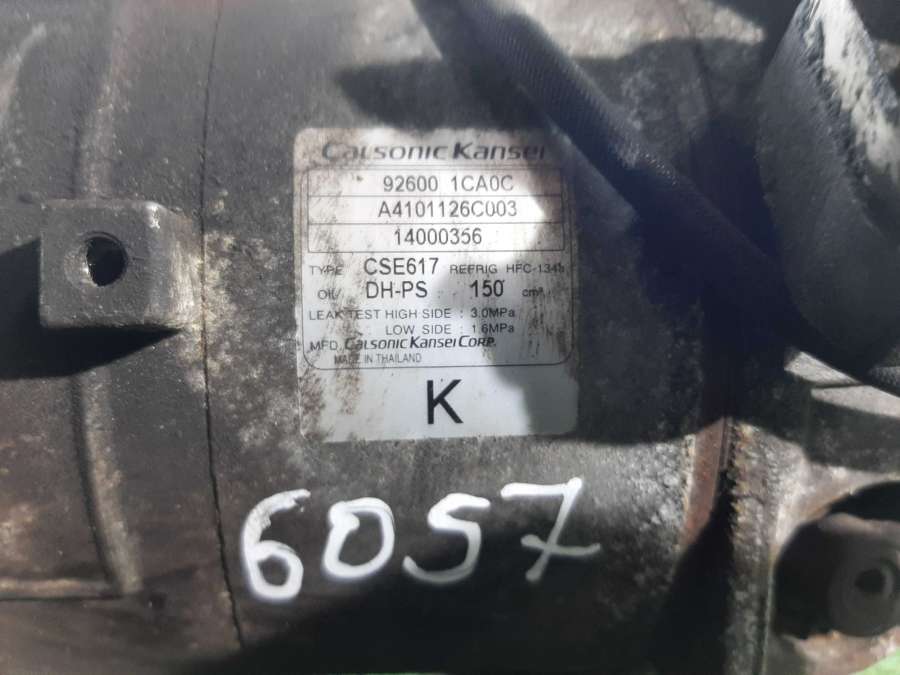 Calsonic Kansei
92600 1CA0C
A4101126C003
14000356
TYPE CSE617 REFRIG HFC-134a
OIL DH-PS 150 cm³
LEAK TEST HIGH SIDE : 3.0MPa
LOW SIDE : 1.6MPa
MFD. Calsonic Kansei Corp.
MADE IN THAILAND
K
6057